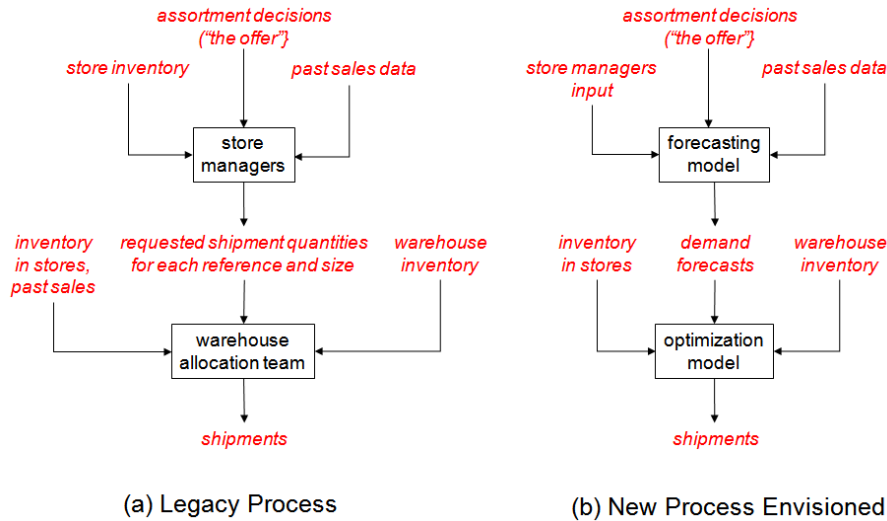 assortment decisions
("the offer"}
store inventory
past sales data
store
managers
inventory
in stores,
past sales
requested shipment quantities
for each reference and size
warehouse
inventory
warehouse
allocation team
shipments
(a) Legacy Process
assortment decisions
("the offer"}
store managers
input
past sales data
forecasting
model
inventory
in stores
demand
forecasts
warehouse
inventory
optimization
model
shipments
(b) New Process Envisioned